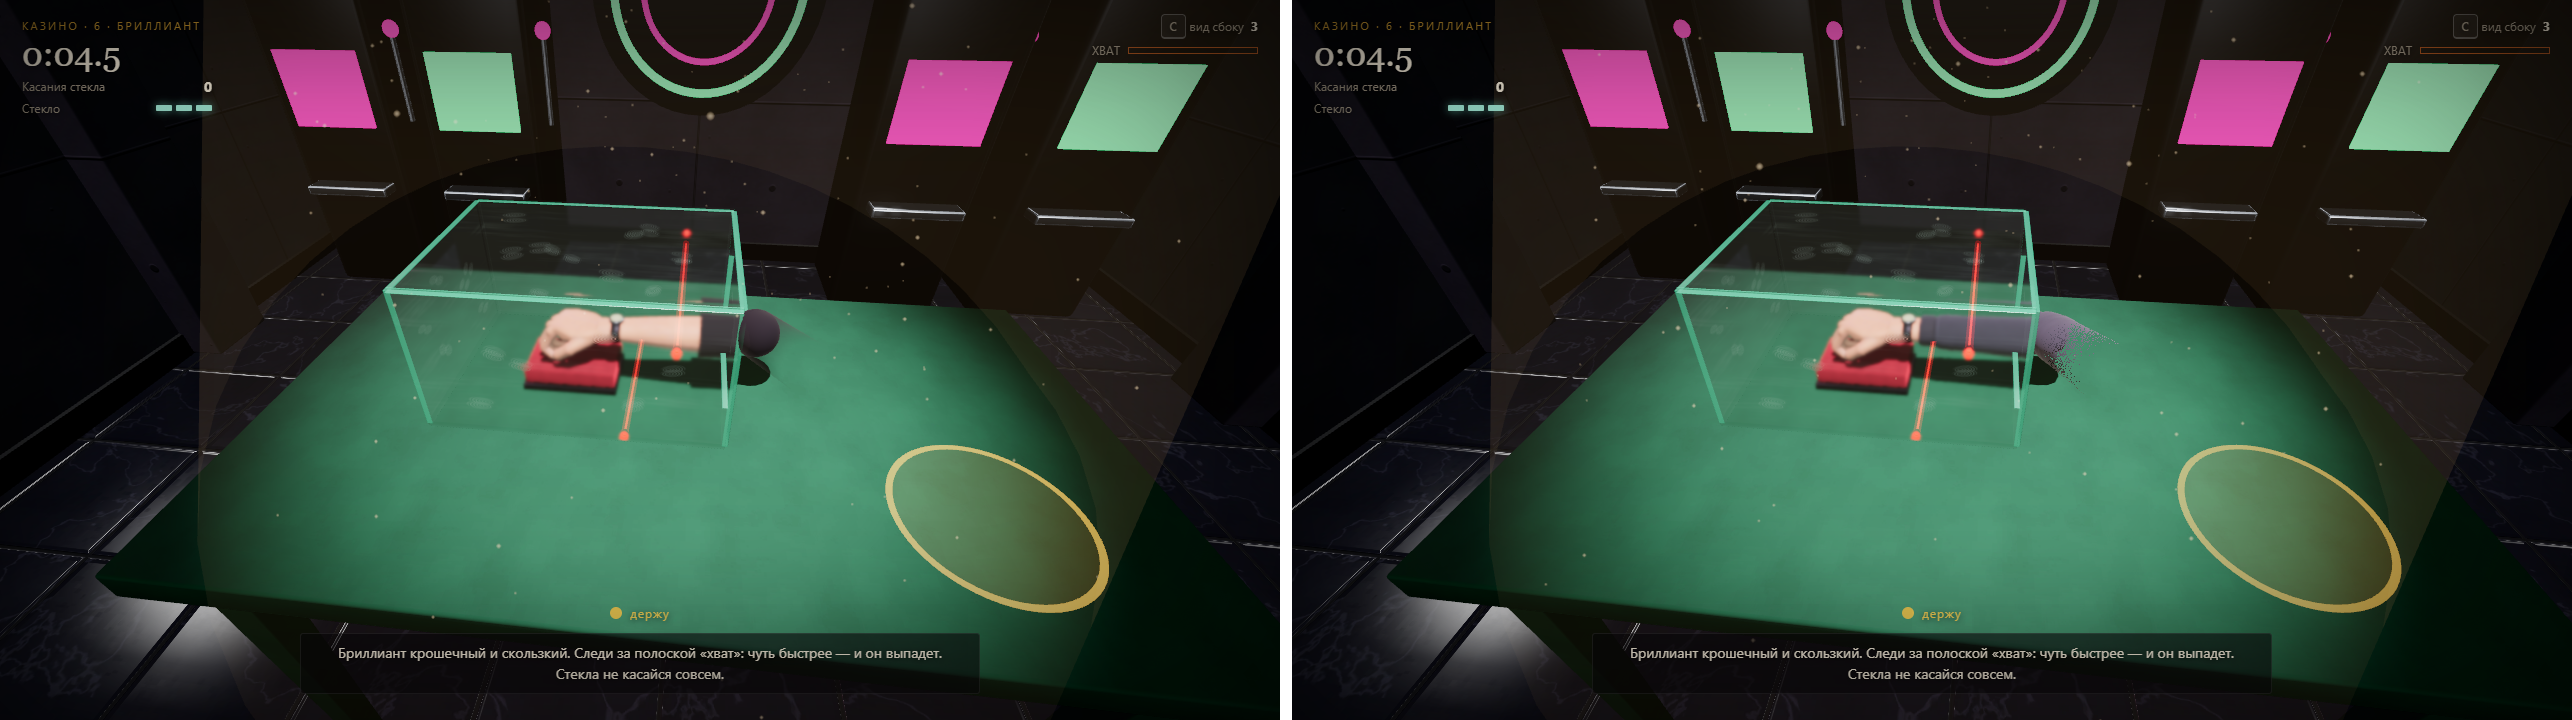 КАЗИНО · 6 · БРИЛЛИАНТ
0:04.5
Касания стекла 0
Стекло
C вид сбоку 3
ХВАТ
держу
Бриллиант крошечный и скользкий. Следи за полоской «хват»: чуть быстрее — и он выпадет.
Стекла не касайся совсем.
КАЗИНО · 6 · БРИЛЛИАНТ
0:04.5
Касания стекла 0
Стекло
C вид сбоку 3
ХВАТ
держу
Бриллиант крошечный и скользкий. Следи за полоской «хват»: чуть быстрее — и он выпадет.
Стекла не касайся совсем.